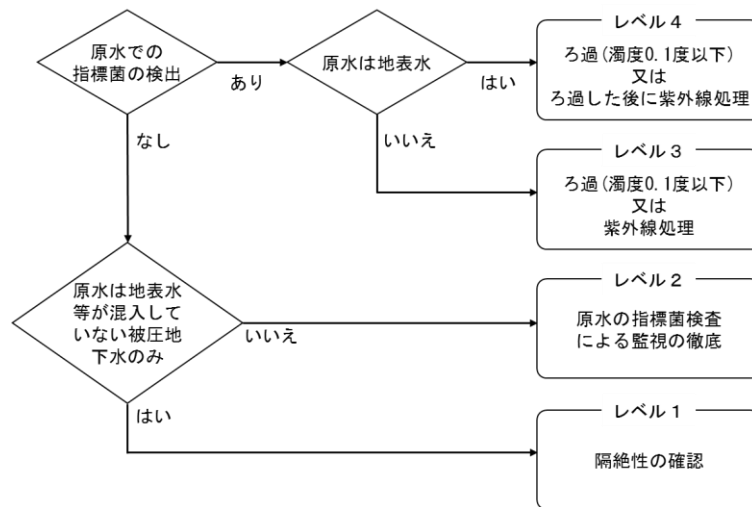 原水での
指標菌の検出
あり
原水は地表水
はい
レベル４
ろ過(濁度0.1度以下)
又は
ろ過した後に紫外線処理
いいえ
レベル３
ろ過(濁度0.1度以下)
又は
紫外線処理
なし
原水は地表水
等が混入して
いない被圧地
下水のみ
いいえ
レベル２
原水の指標菌検査
による監視の徹底
はい
レベル１
隔絶性の確認